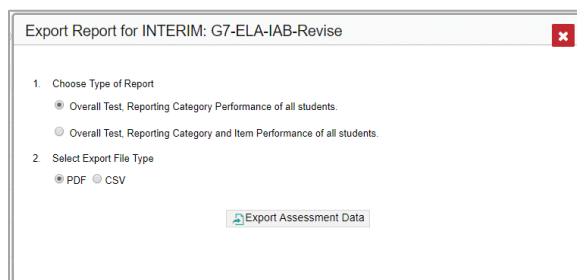 Export Report for INTERIM: G7-ELA-IAB-Revise
1. Choose Type of Report
Overall Test, Reporting Category Performance of all students.
Overall Test, Reporting Category and Item Performance of all students.
2. Select Export File Type
PDF CSV
Export Assessment Data